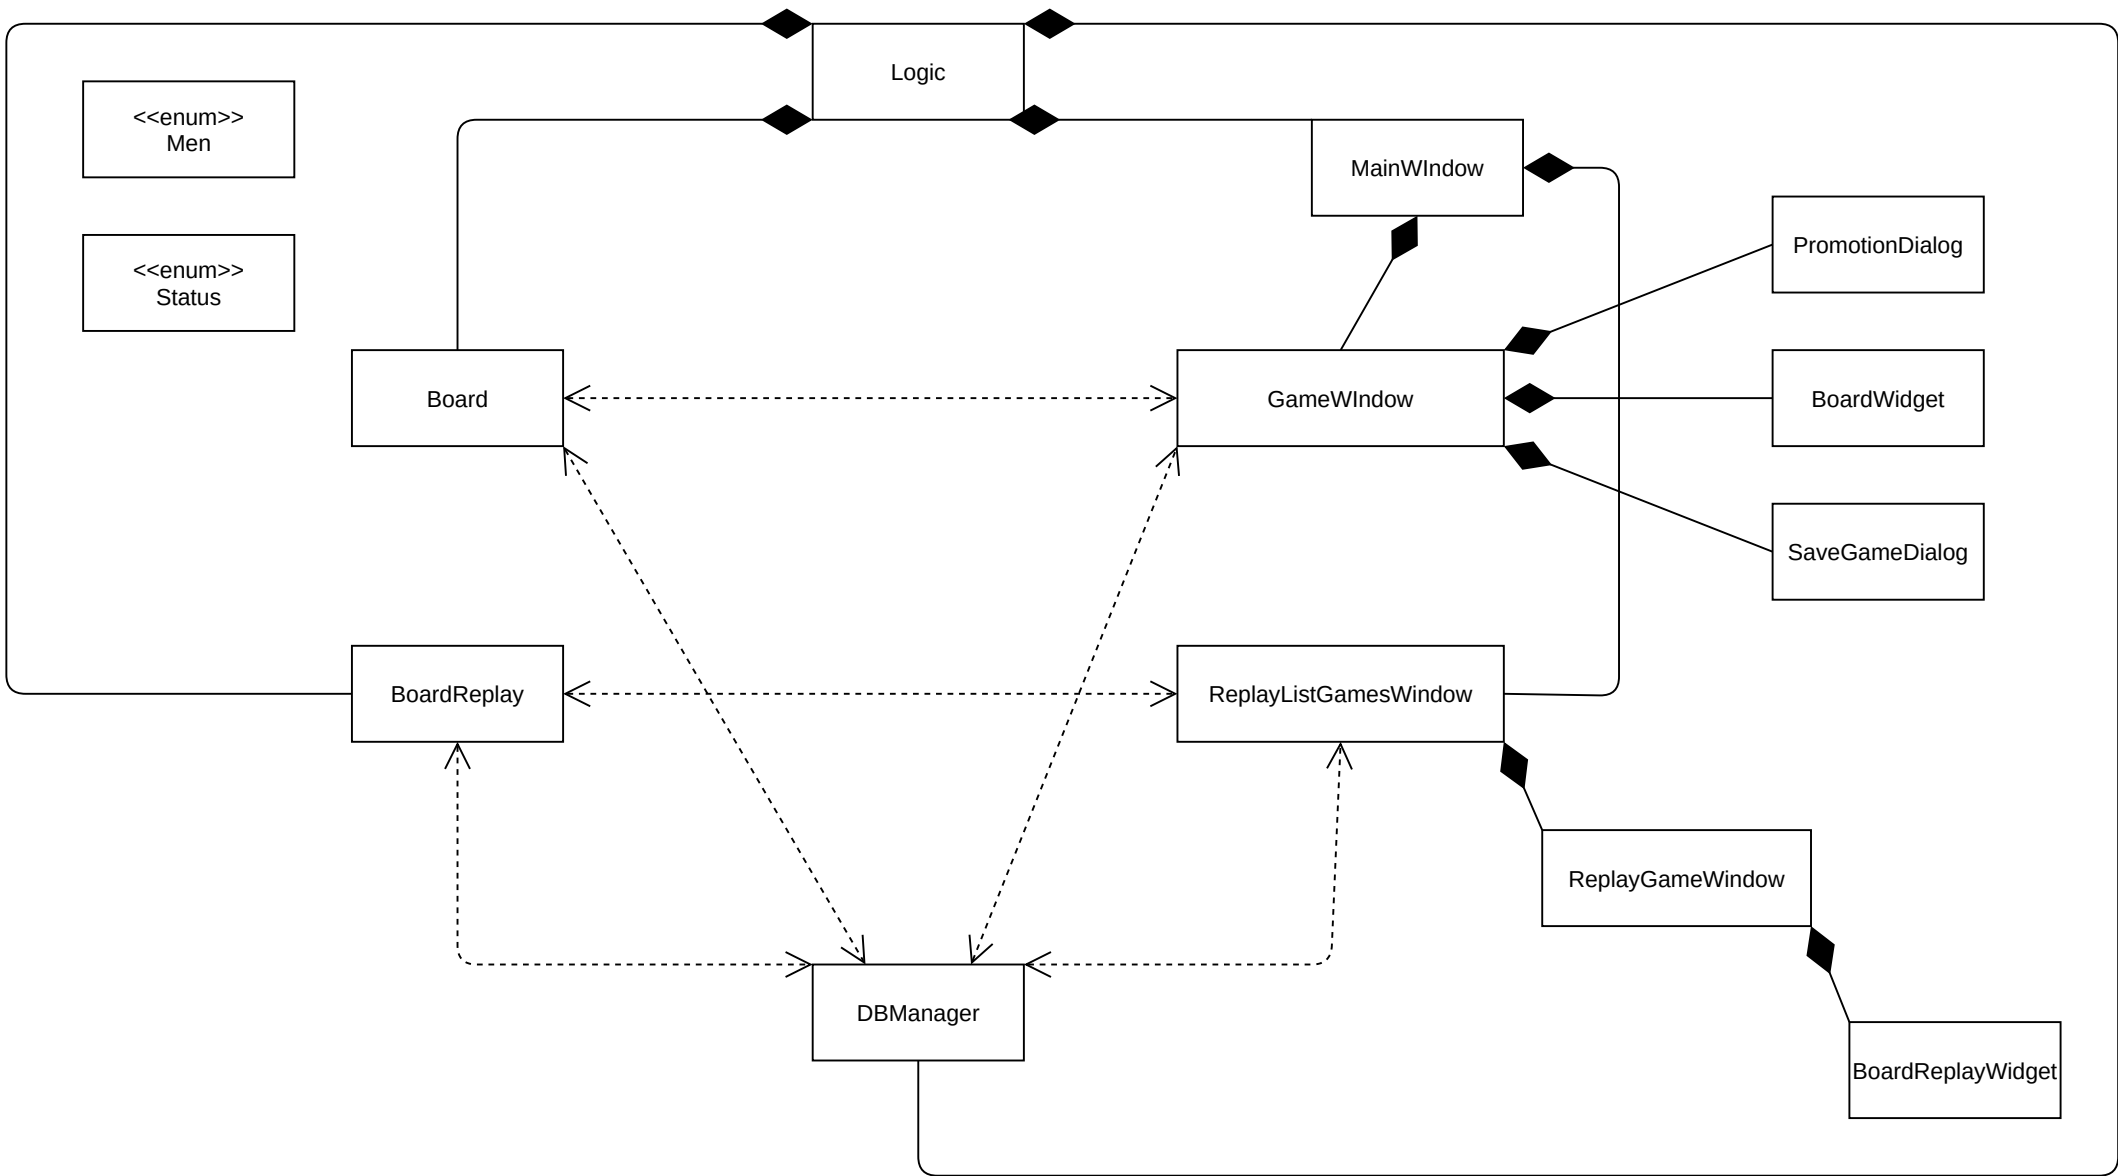 Logic
<<enum>>
Men
MainWIndow
PromotionDialog
<<enum>>
Status
Board
GameWIndow
BoardWidget
SaveGameDialog
BoardReplay
ReplayListGamesWindow
ReplayGameWindow
DBManager
BoardReplayWidget